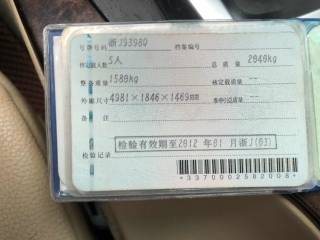 号牌号码 浙J9398Q 档案编号
核定载人数 5人 总质量 2049kg
整备质量 1589kg 核定载质量 --
外廓尺寸 4981×1846×1469mm 准牵引总质量 --
备注
检验有效期至2012年01月浙J(03)
检验记录
*3370002582008*